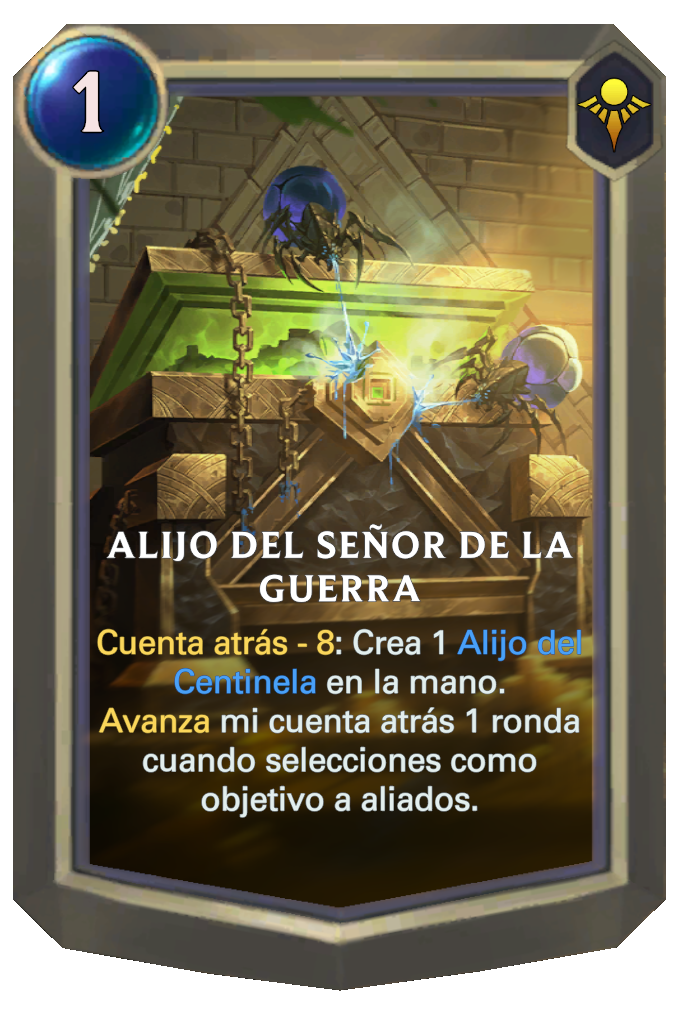 1
ALIJO DEL SEÑOR DE LA
GUERRA
Cuenta atrás - 8: Crea 1 Alijo del
Centinela en la mano.
Avanza mi cuenta atrás 1 ronda
cuando selecciones como
objetivo a aliados.